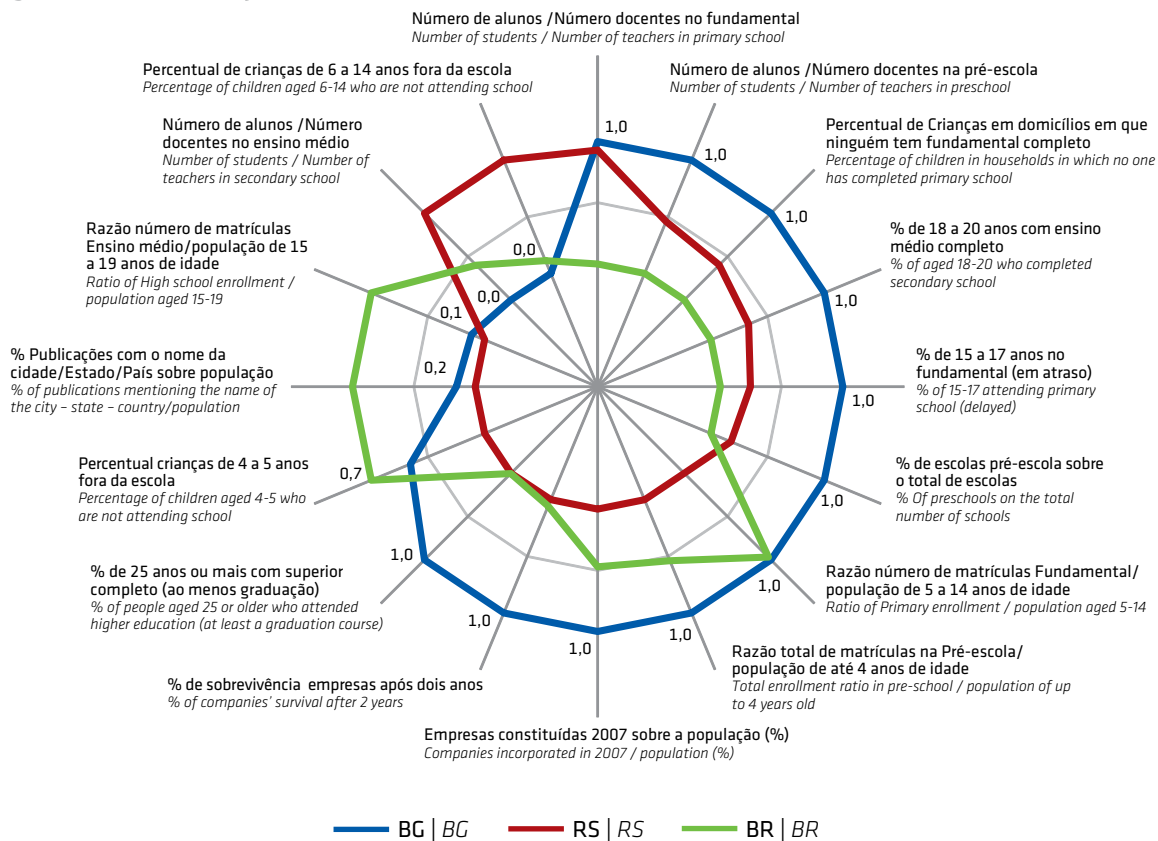 Número de alunos /Número docentes no fundamental
Number of students / Number of teachers in primary school
Percentual de crianças de 6 a 14 anos fora da escola
Percentage of children aged 6-14 who are not attending school
Número de alunos /Número docentes na pré-escola
Number of students / Number of teachers in preschool
Número de alunos /Número
docentes no ensino médio
Number of students / Number of
teachers in secondary school
Percentual de Crianças em domicílios em que
ninguém tem fundamental completo
Percentage of children in households in which no one
has completed primary school
Razão número de matrículas
Ensino médio/população de 15
a 19 anos de idade
Ratio of High school enrollment /
population aged 15-19
% de 18 a 20 anos com ensino
médio completo
% of aged 18-20 who completed
secondary school
% Publicações com o nome da
cidade/Estado/País sobre população
% of publications mentioning the name of
the city – state – country/population
% de 15 a 17 anos no
fundamental (em atraso)
% of 15-17 attending primary
school (delayed)
Percentual crianças de 4 a 5 anos
fora da escola
Percentage of children aged 4-5 who
are not attending school
% de escolas pré-escola sobre
o total de escolas
% Of preschools on the total
number of schools
% de 25 anos ou mais com superior
completo (ao menos graduação)
% of people aged 25 or older who attended
higher education (at least a graduation course)
Razão número de matrículas Fundamental/
população de 5 a 14 anos de idade
Ratio of Primary enrollment / population aged 5-14
% de sobrevivência empresas após dois anos
% of companies' survival after 2 years
Razão total de matrículas na Pré-escola/
população de até 4 anos de idade
Total enrollment ratio in pre-school / population of up
to 4 years old
Empresas constituídas 2007 sobre a população (%)
Companies incorporated in 2007 / population (%)
1,0
1,0
1,0
1,0
1,0
1,0
1,0
1,0
1,0
1,0
1,0
0,7
0,2
0,1
0,0
0,0
BG | BG
RS | RS
BR | BR